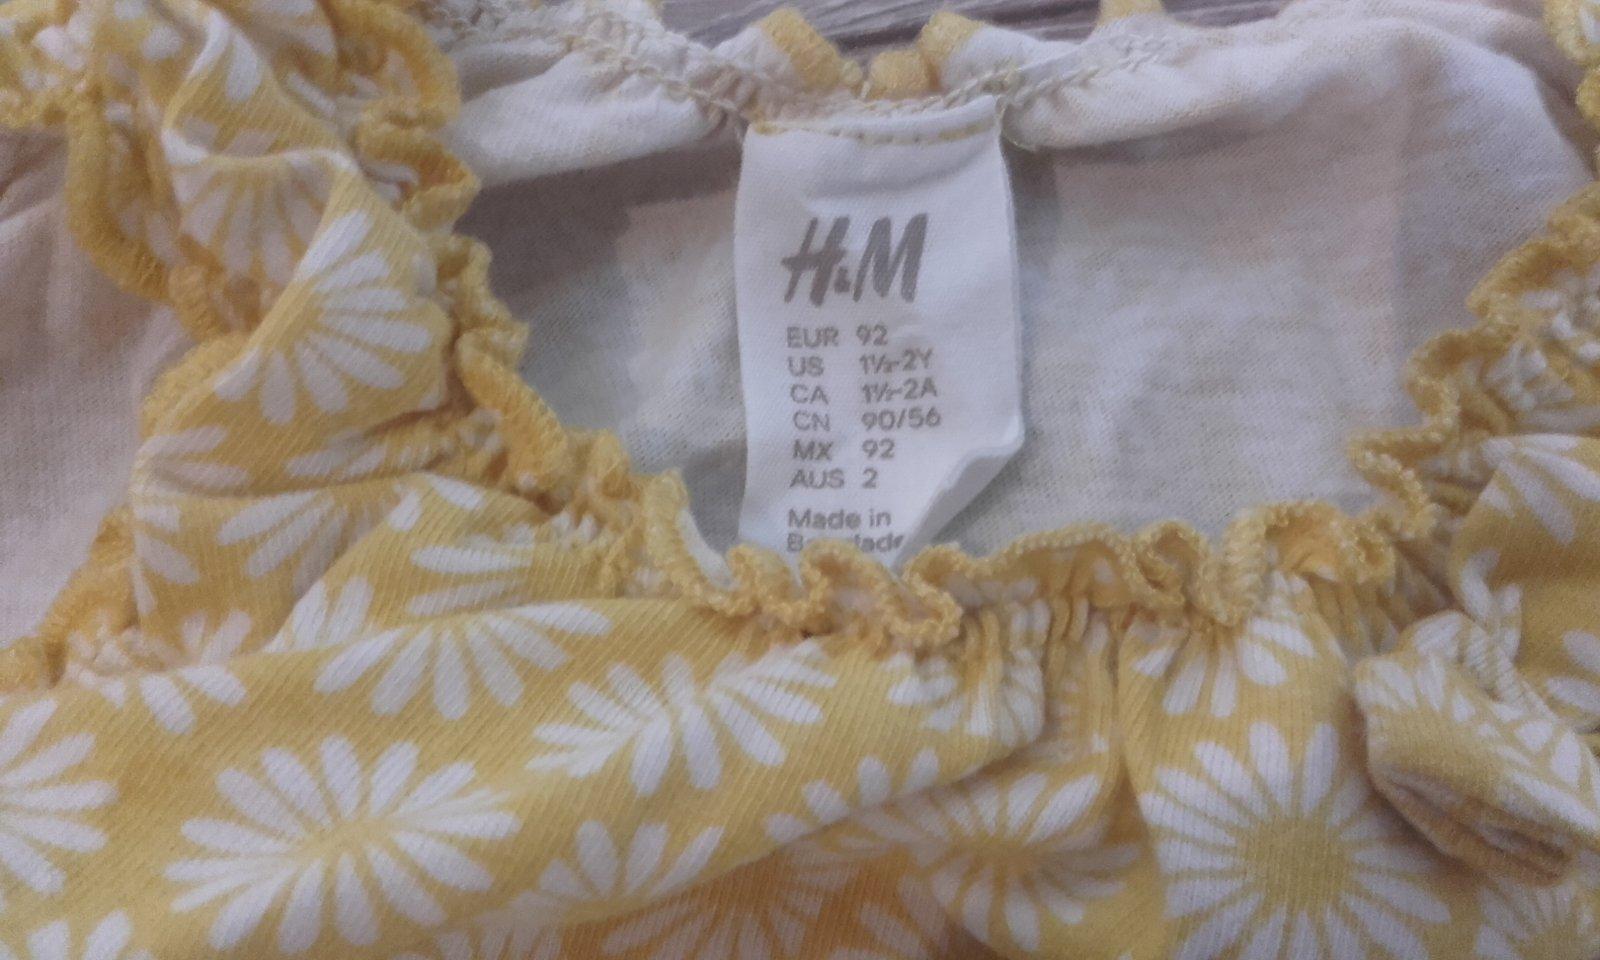 H&M
EUR 92
US 1½-2Y
CA 1½-2A
CN 90/56
MX 92
AUS 2
Made in